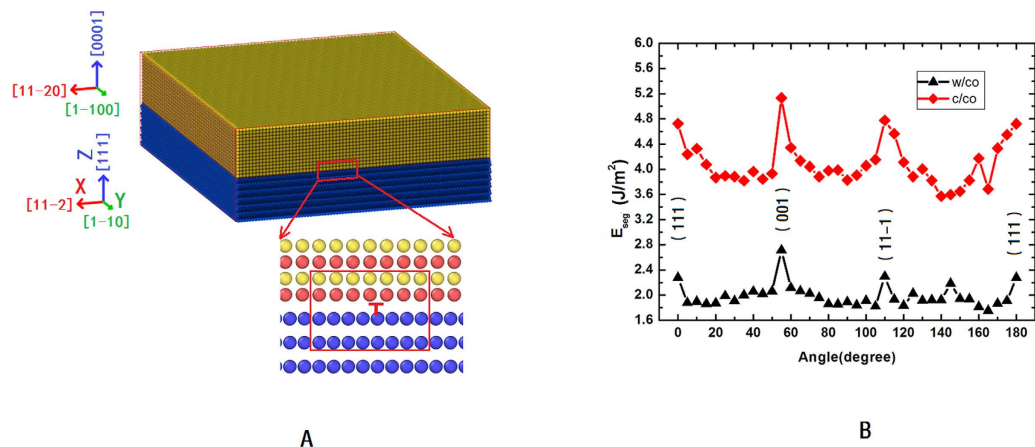 [0001]
[11-20]
[1-100]
Z
[111]
X
Y
[11-2]
[1-10]
A
6.0
5.6
5.2
4.8
4.4
4.0
3.6
3.2
2.8
2.4
2.0
1.6
E_seg (J/m²)
w/co
c/co
(111)
(001)
(11-1)
(111)
0 20 40 60 80 100 120 140 160 180
Angle(degree)
B